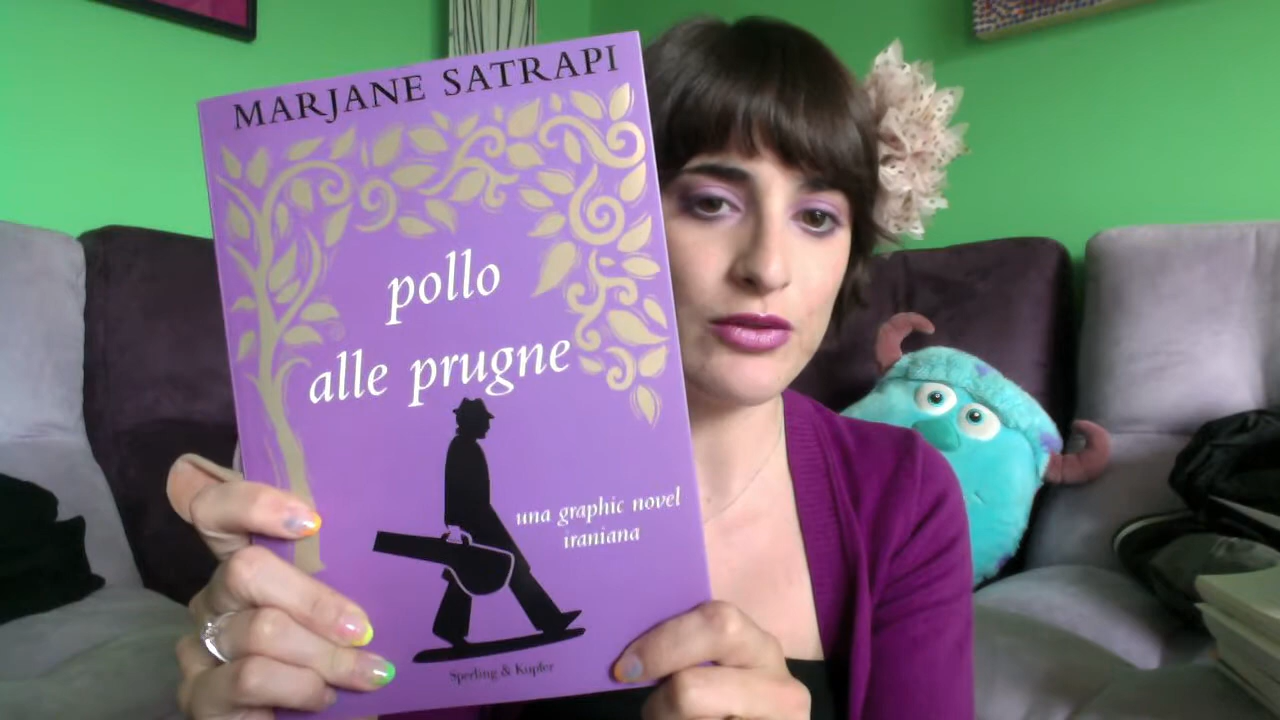 MARJANE SATRAPI
pollo
alle prugne
una graphic novel
iraniana
Sperling & Kupfer